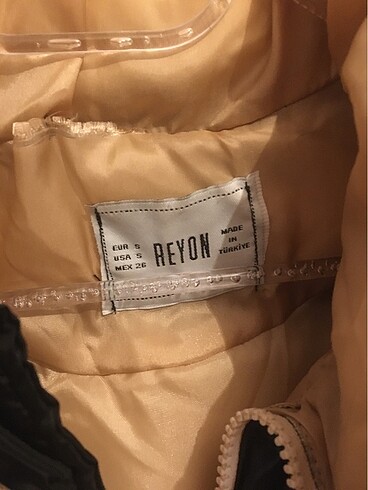 EUR S
USA S
MEX 26
REYON
MADE
IN
TÜRKİYE